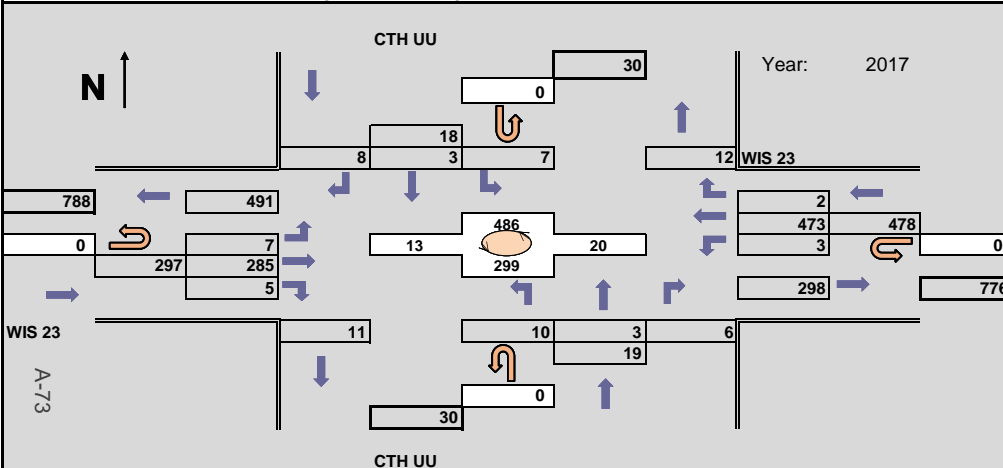 CTH UU
30
Year: 2017
N
0
18
8 3 7 12 WIS 23
788 491 2
486 473 478
0 7 13 20 3 0
297 285 299
5 298 776
WIS 23 11 10 3 6
19
A-73
0
30
CTH UU